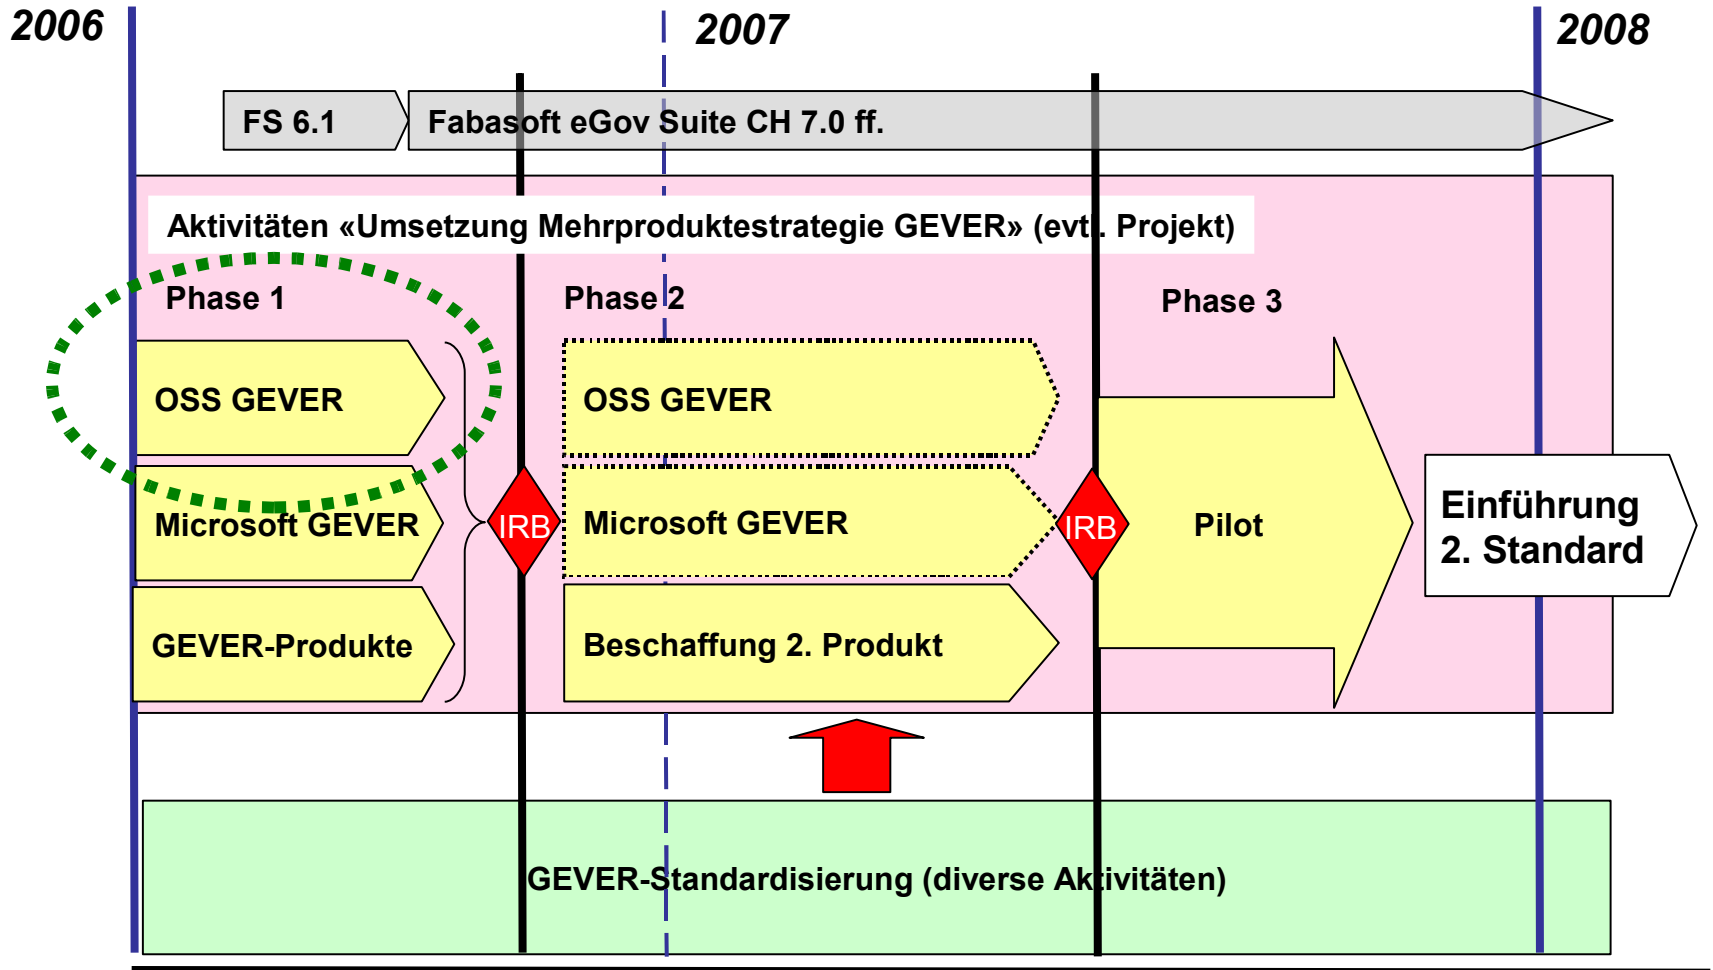 2006
2007
2008
FS 6.1
Fabasoft eGov Suite CH 7.0 ff.
Aktivitäten «Umsetzung Mehrproduktestrategie GEVER» (evtl. Projekt)
Phase 1
Phase 2
Phase 3
OSS GEVER
OSS GEVER
Microsoft GEVER
IRB
Microsoft GEVER
IRB
Pilot
Einführung
2. Standard
GEVER-Produkte
Beschaffung 2. Produkt
GEVER-Standardisierung (diverse Aktivitäten)